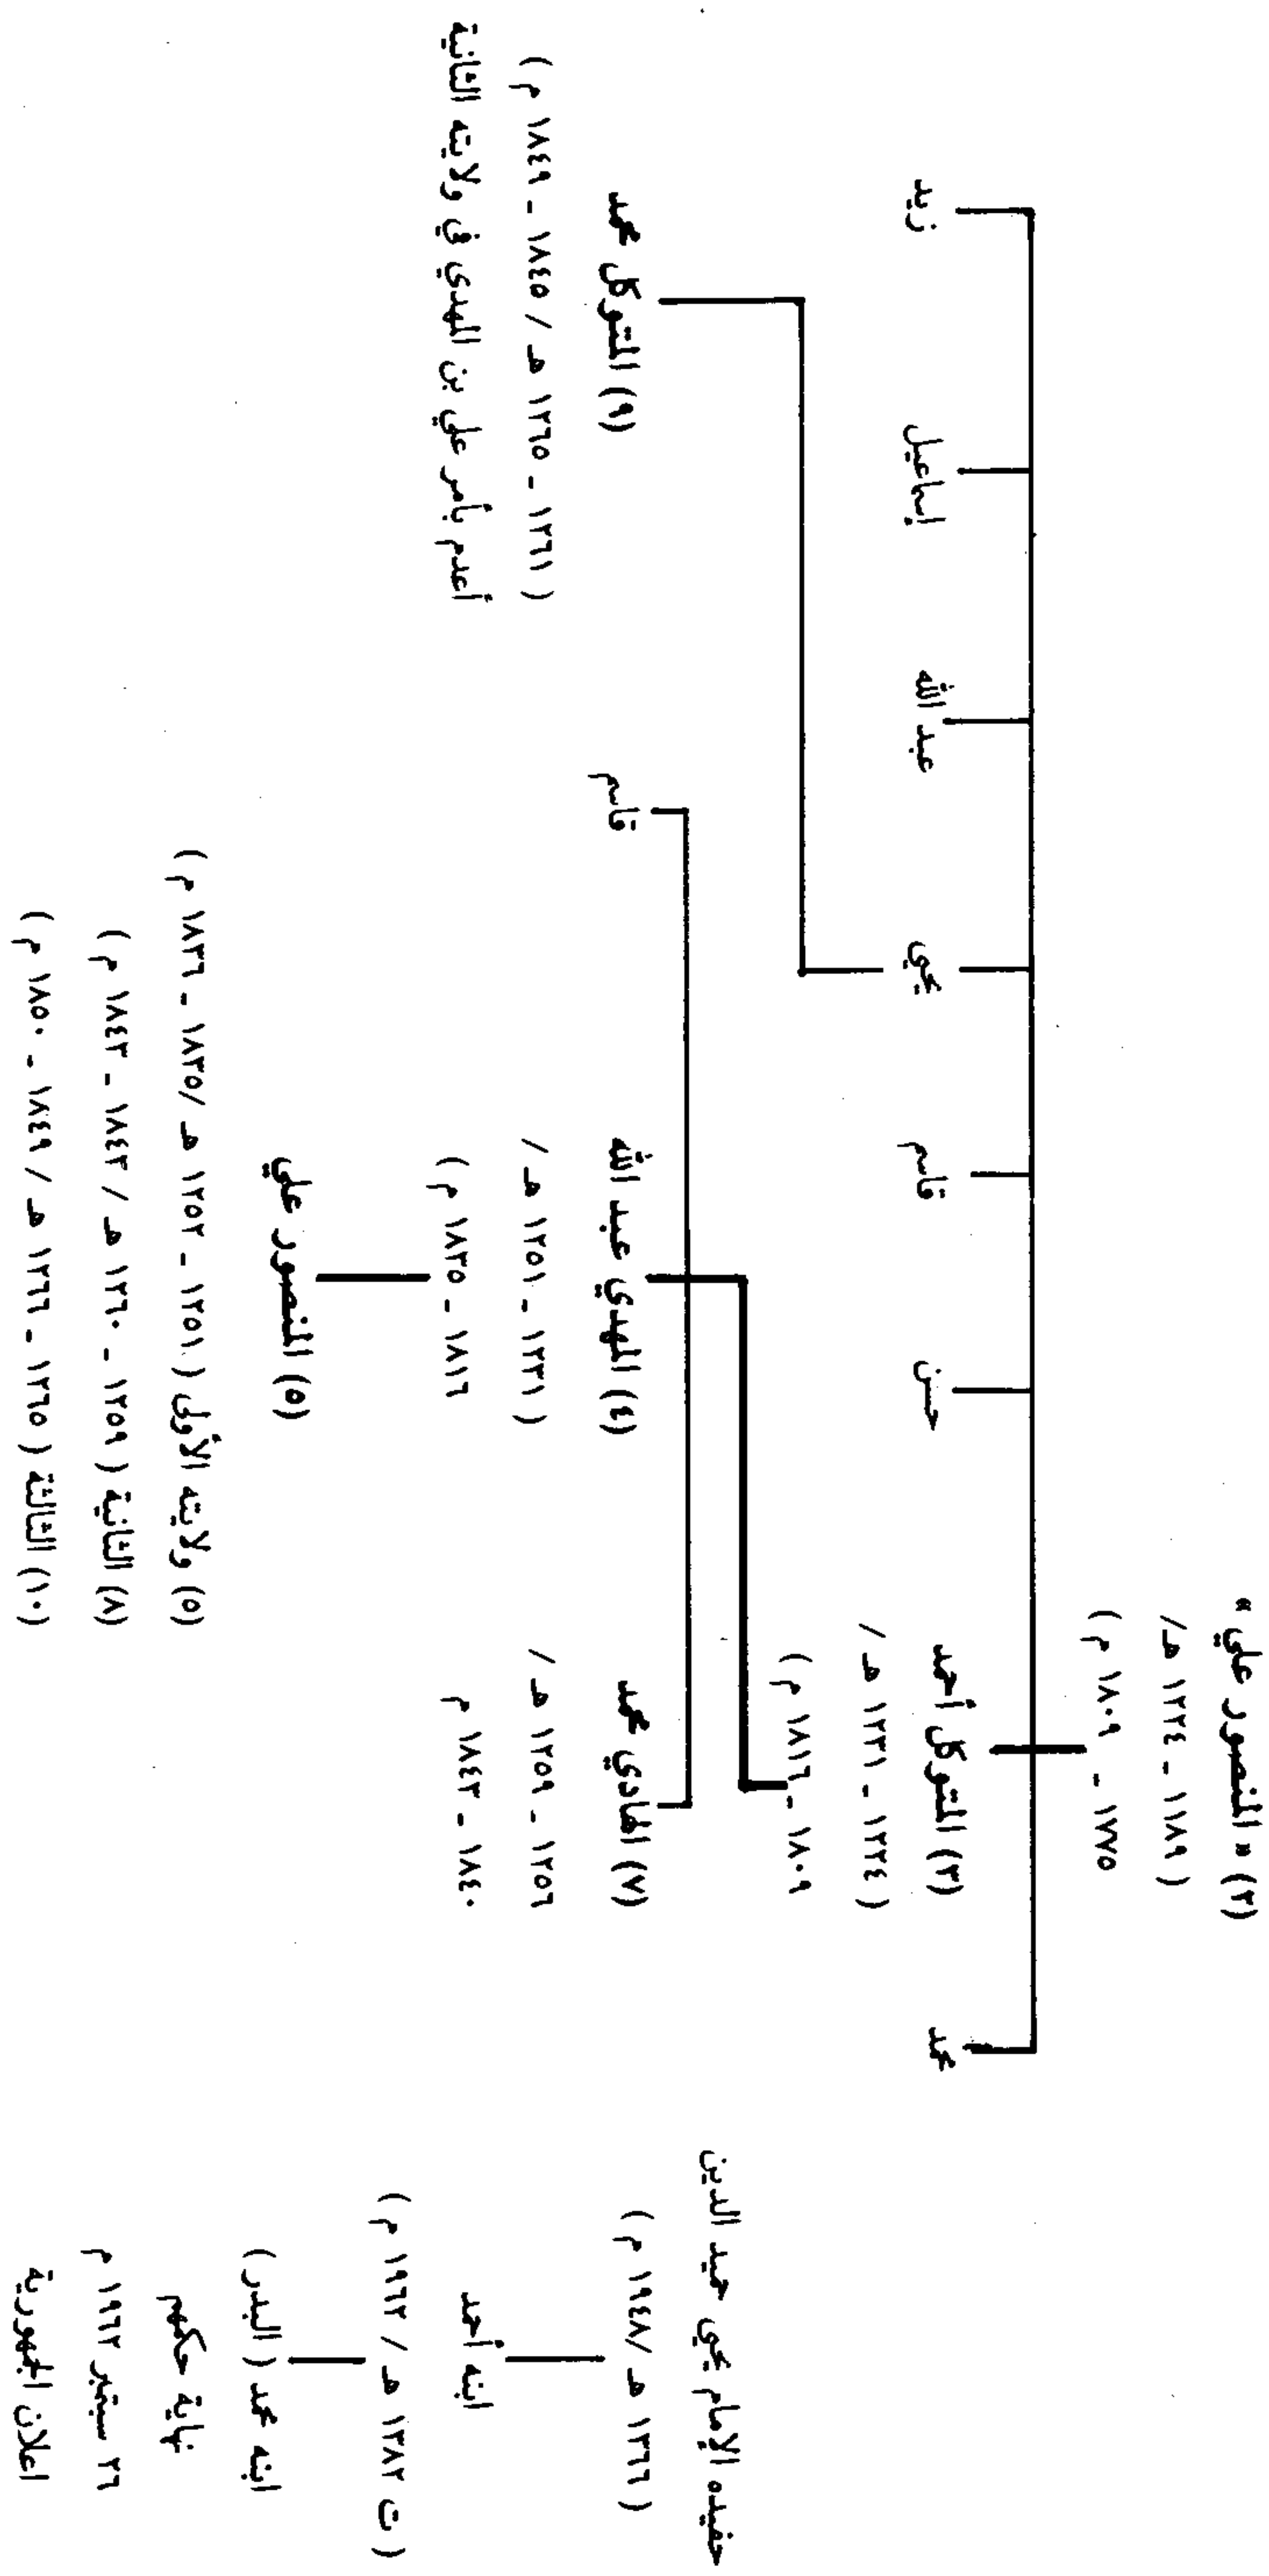 (٢) « المنصور علي »
( ١١٨٩ - ١٢٢٤ هـ/
١٧٧٥ - ١٨٠٩ م )
محمد
(٣) المتوكل أحمد
( ١٢٢٤ - ١٢٣١ هـ /
١٨٠٩ - ١٨١٦ م )
حسن
قاسم
يحيى
عبد الله
إسماعيل
زيد
(٧) الهادي محمد
١٢٥٦ - ١٢٥٩ هـ /
١٨٤٠ - ١٨٤٣ م
(٤) المهدي عبد الله
( ١٢٣١ - ١٢٥١ هـ /
١٨١٦ - ١٨٣٥ م )
قاسم
(٩) المتوكل محمد
( ١٢٦١ - ١٢٦٥ هـ / ١٨٤٥ - ١٨٤٩ م )
أعدم بأمر علي بن المهدي في ولايته الثانية
(٥) المنصور علي
(٥) ولايته الأولى ( ١٢٥١ - ١٢٥٢ هـ /١٨٣٥ - ١٨٣٦ م )
(٨) الثانية ( ١٢٥٩ - ١٢٦٠ هـ / ١٨٤٣ - ١٨٤٣ م )
(١٠) الثالثة ( ١٢٦٥ - ١٢٦٦ هـ / ١٨٤٩ - ١٨٥٠ م )
حفيده الإمام يحيى حميد الدين
( ١٣٦٦ هـ /١٩٤٨ م )
ابنه أحمد
( ت ١٣٨٢ هـ / ١٩٦٢ م )
ابنه محمد ( البدر )
نهاية حكمهم
٢٦ سبتمبر ١٩٦٢ م
اعلان الجمهورية